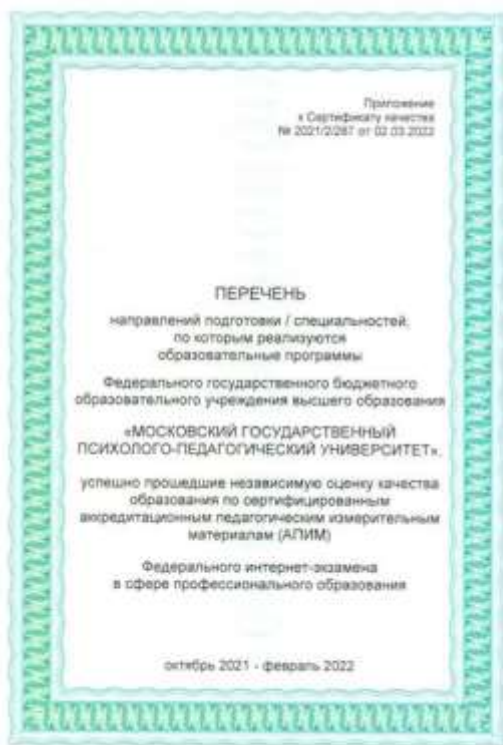 Приложение
к Сертификату качества
№ 2021/2/287 от 02.03.2022
ПЕРЕЧЕНЬ
направлений подготовки / специальностей,
по которым реализуются
образовательные программы
Федерального государственного бюджетного
образовательного учреждения высшего образования
«МОСКОВСКИЙ ГОСУДАРСТВЕННЫЙ
ПСИХОЛОГО-ПЕДАГОГИЧЕСКИЙ УНИВЕРСИТЕТ»,
успешно прошедшие независимую оценку качества
образования по сертифицированным
аккредитационным педагогическим измерительным
материалам (АПИМ)
Федерального интернет-экзамена
в сфере профессионального образования
октябрь 2021 - февраль 2022